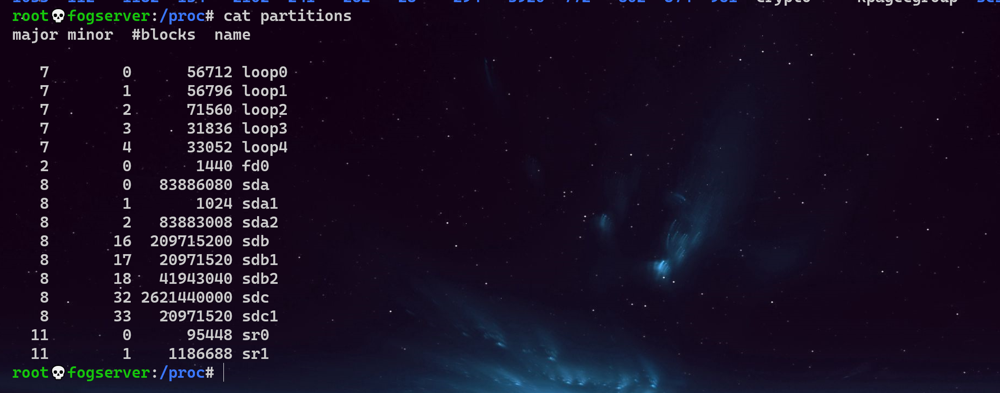 root💀fogserver:/proc# cat partitions
major minor  #blocks  name

   7        0      56712 loop0
   7        1      56796 loop1
   7        2      71560 loop2
   7        3      31836 loop3
   7        4      33052 loop4
   2        0       1440 fd0
   8        0   83886080 sda
   8        1       1024 sda1
   8        2   83883008 sda2
   8       16  209715200 sdb
   8       17   20971520 sdb1
   8       18   41943040 sdb2
   8       32 2621440000 sdc
   8       33   20971520 sdc1
  11        0      95448 sr0
  11        1    1186688 sr1
root💀fogserver:/proc#